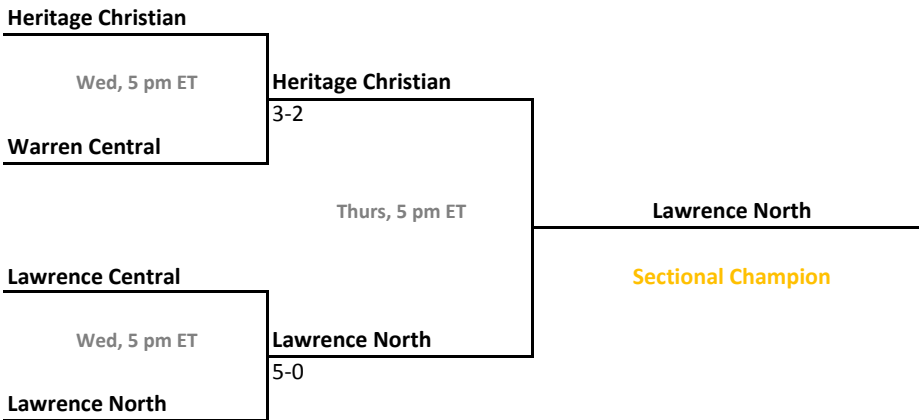 Heritage Christian
Wed, 5 pm ET
Heritage Christian
3-2
Warren Central
Thurs, 5 pm ET
Lawrence North
Lawrence Central
Sectional Champion
Wed, 5 pm ET
Lawrence North
5-0
Lawrence North